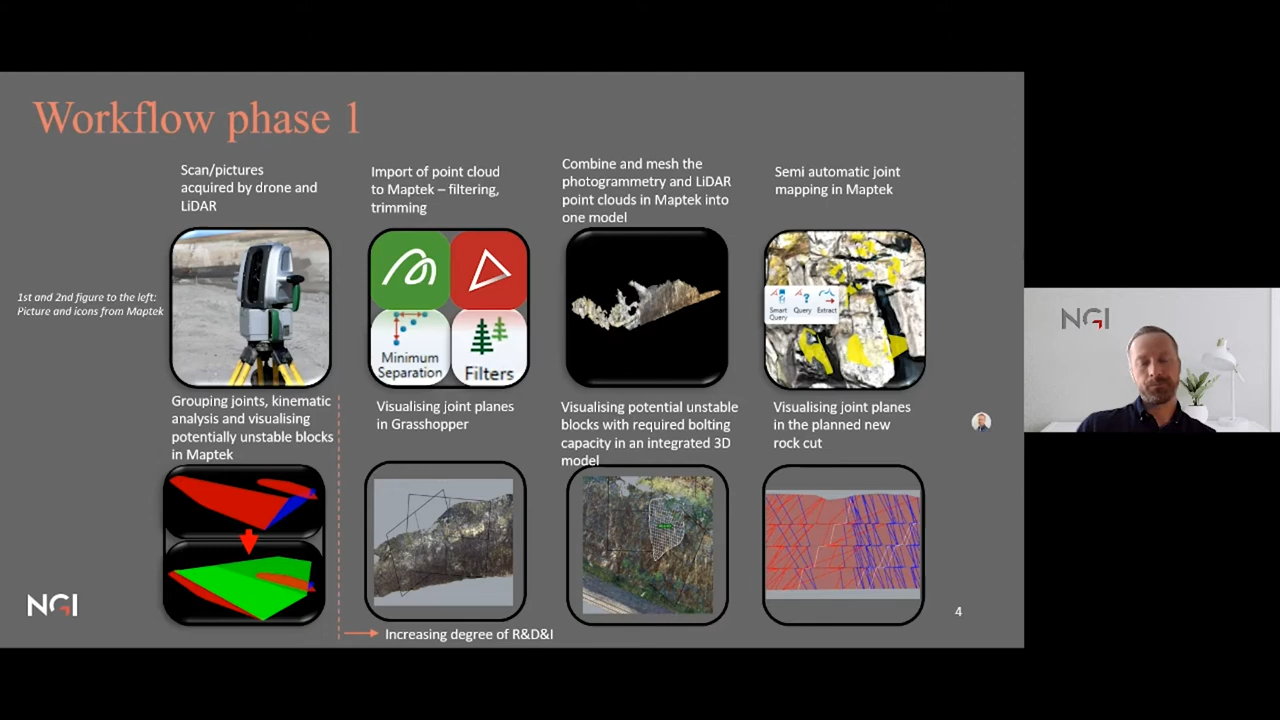 Workflow phase 1
Scan/pictures
acquired by drone and
LiDAR
Import of point cloud
to Maptek – filtering,
trimming
Combine and mesh the
photogrammetry and LiDAR
point clouds in Maptek into
one model
Semi automatic joint
mapping in Maptek
1st and 2nd figure to the left:
Picture and icons from Maptek
Minimum
Separation
Filters
Smart
Query
Query
Extract
NGI
Grouping joints, kinematic
analysis and visualising
potentially unstable blocks
in Maptek
Visualising joint planes
in Grasshopper
Visualising potential unstable
blocks with required bolting
capacity in an integrated 3D
model
Visualising joint planes
in the planned new
rock cut
NGI
Increasing degree of R&D&I
4